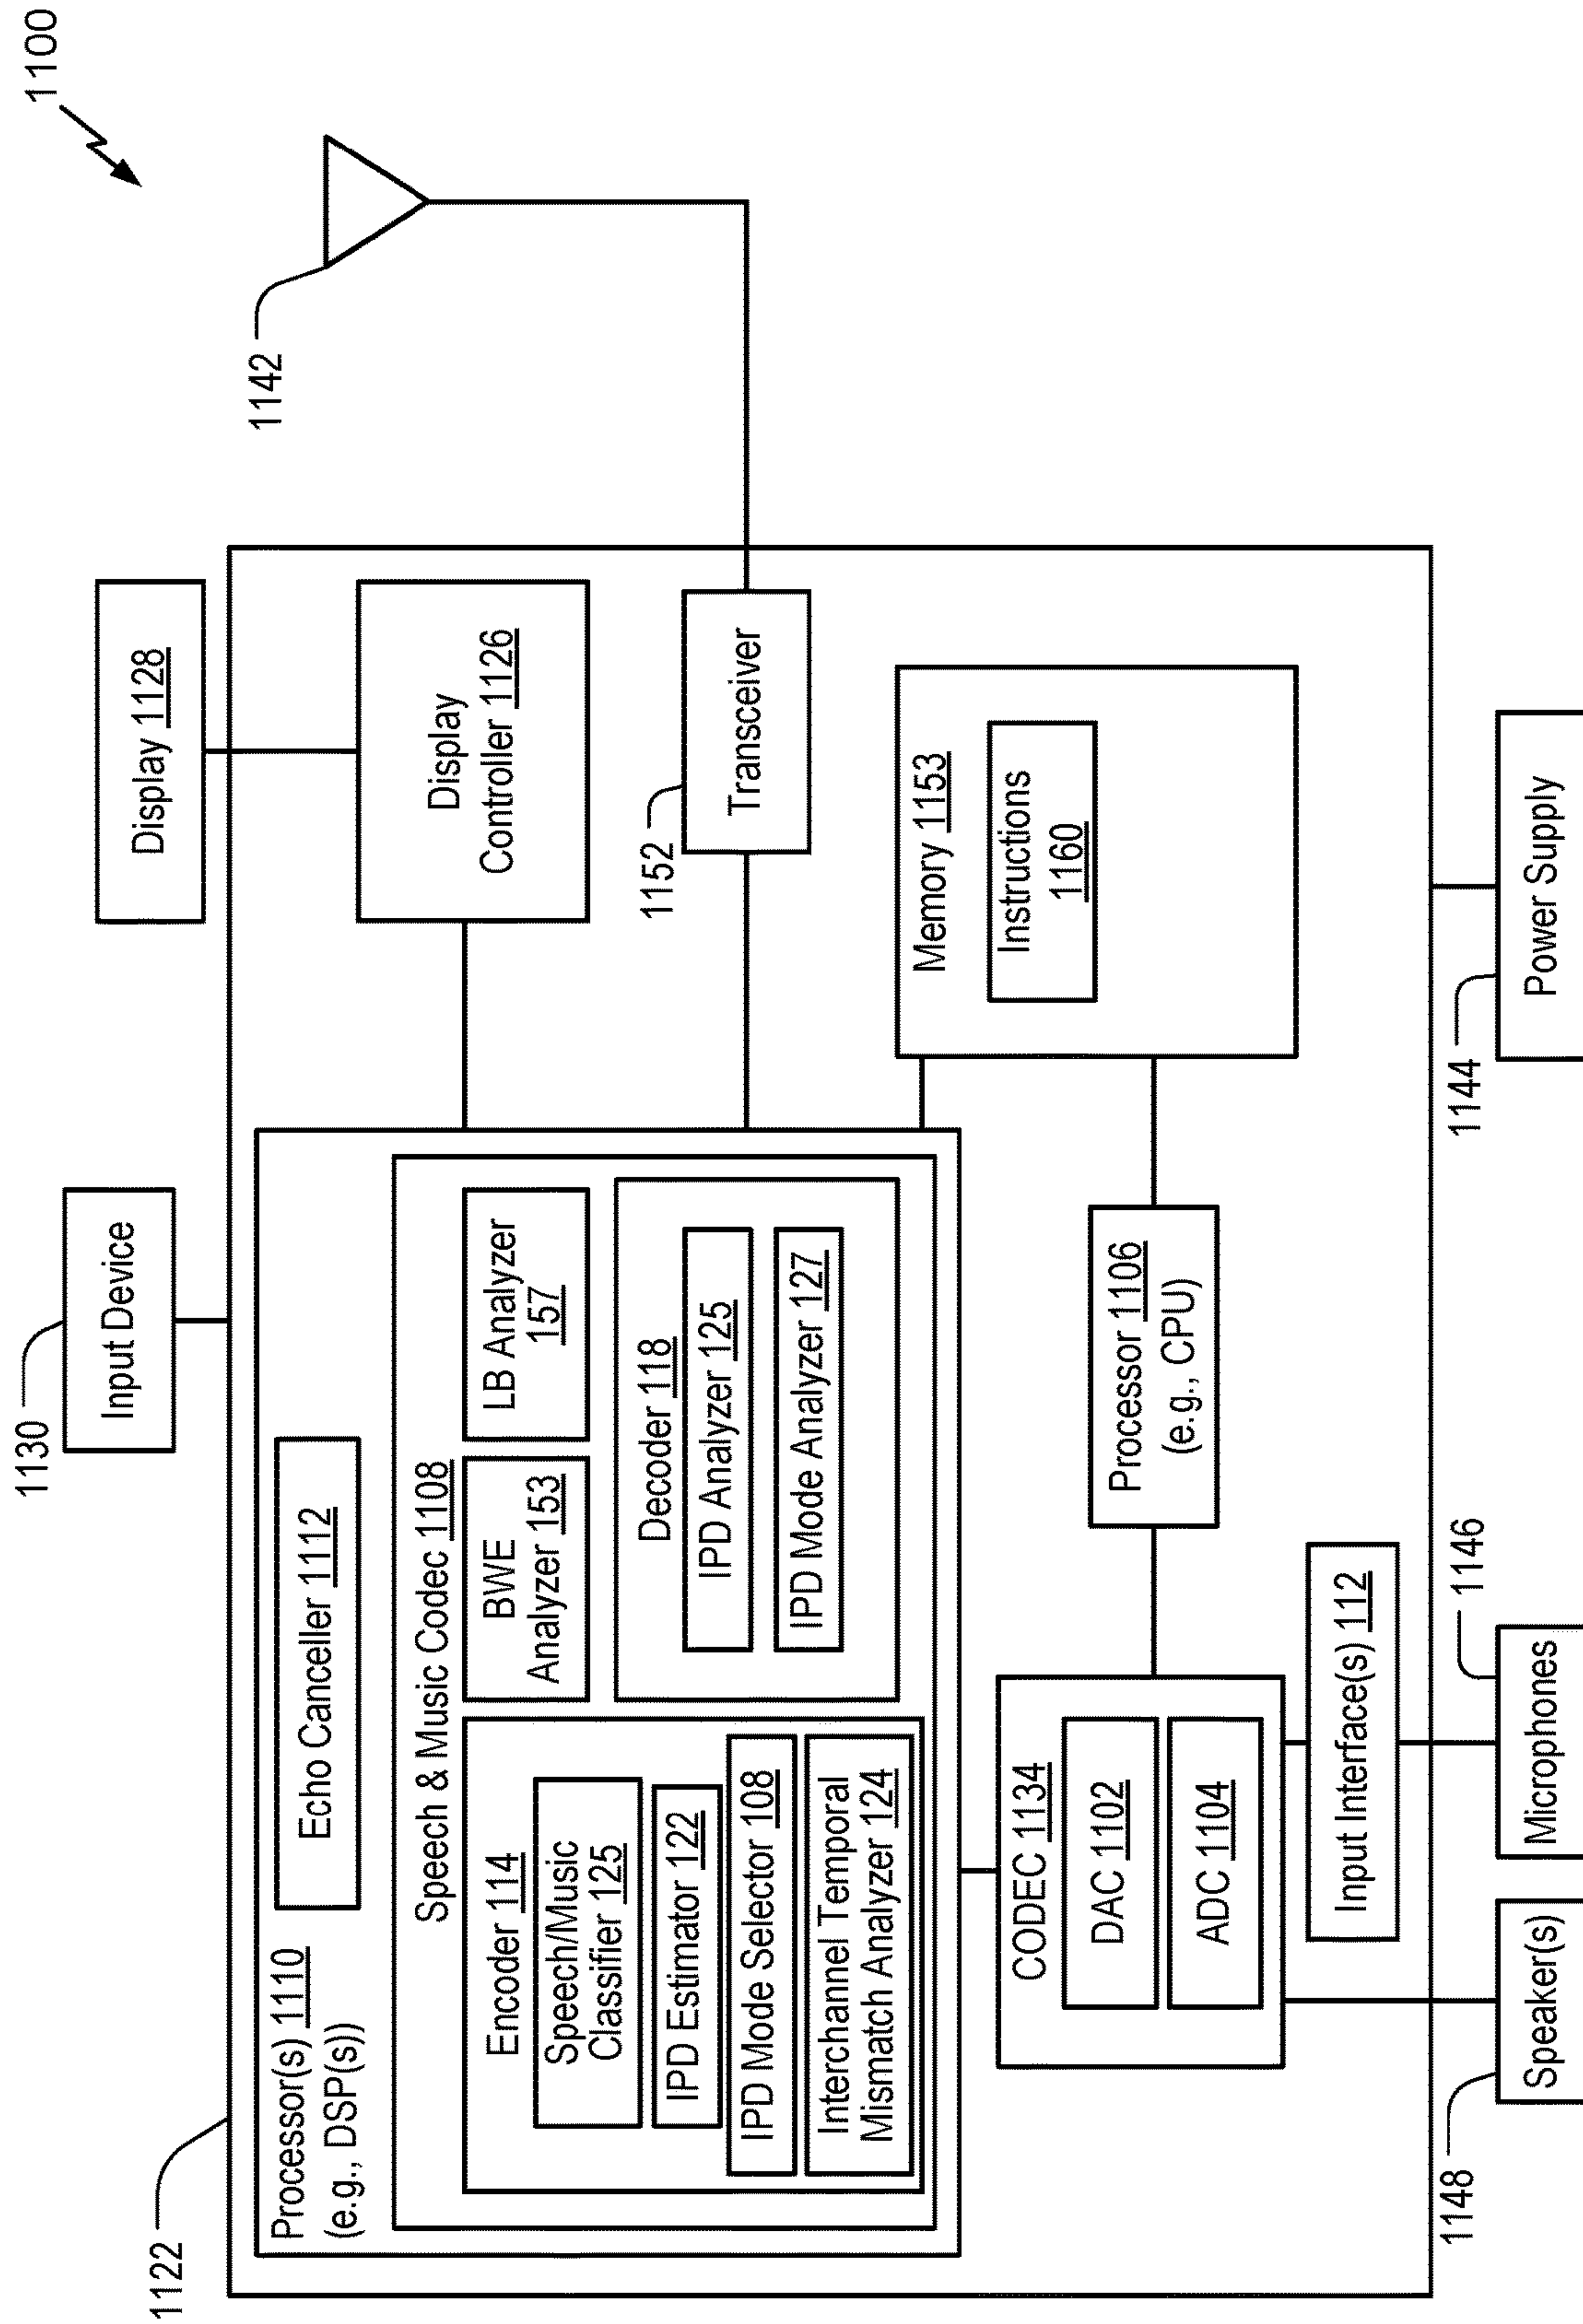 1100
1142
1130
Input Device
Display 1128
1122
Processor(s) 1110
(e.g., DSP(s))
Echo Canceller 1112
Display
Controller 1126
Speech & Music Codec 1108
Encoder 114
Speech/Music
Classifier 125
IPD Estimator 122
IPD Mode Selector 108
Interchannel Temporal
Mismatch Analyzer 124
BWE
Analyzer 153
LB Analyzer
157
Decoder 118
IPD Analyzer 125
IPD Mode Analyzer 127
1152
Transceiver
Memory 1153
Instructions
1160
CODEC 1134
DAC 1102
ADC 1104
Processor 1106
(e.g., CPU)
Input Interface(s) 112
1148
Speaker(s)
1146
Microphones
1144
Power Supply